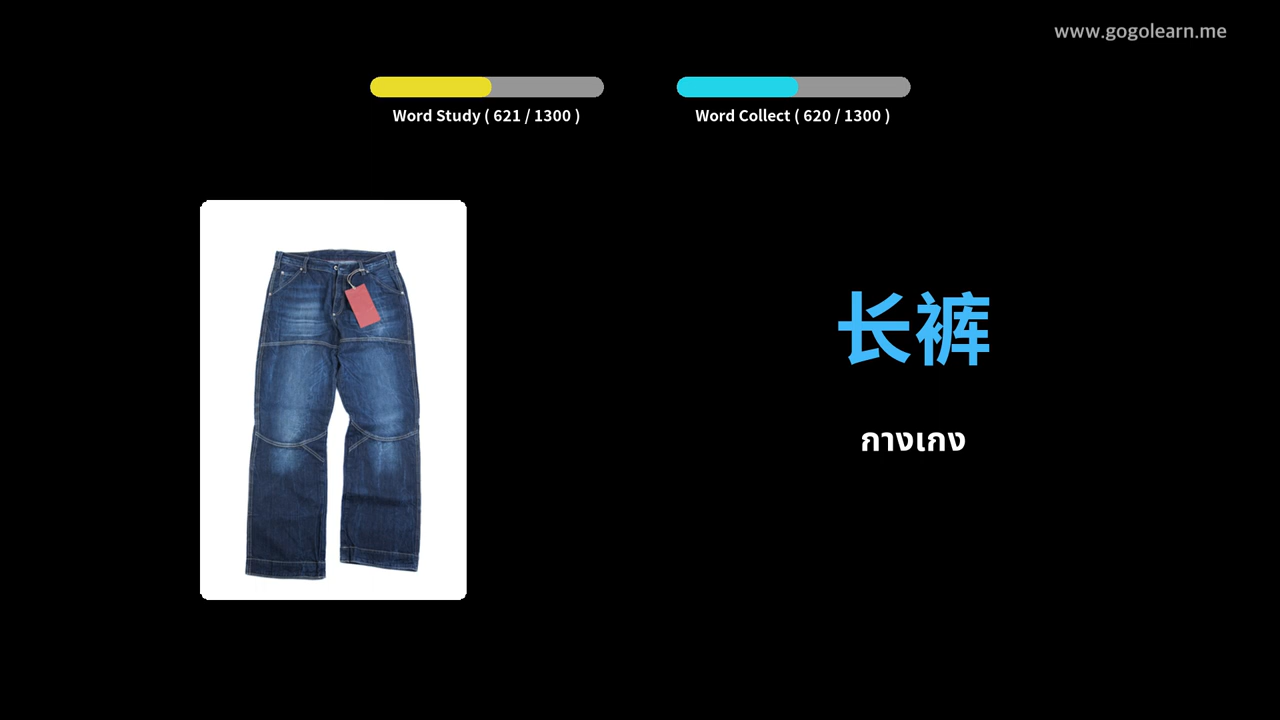 www.gogolearn.me
Word Study ( 621 / 1300 )
Word Collect ( 620 / 1300 )
长裤
กางเกง